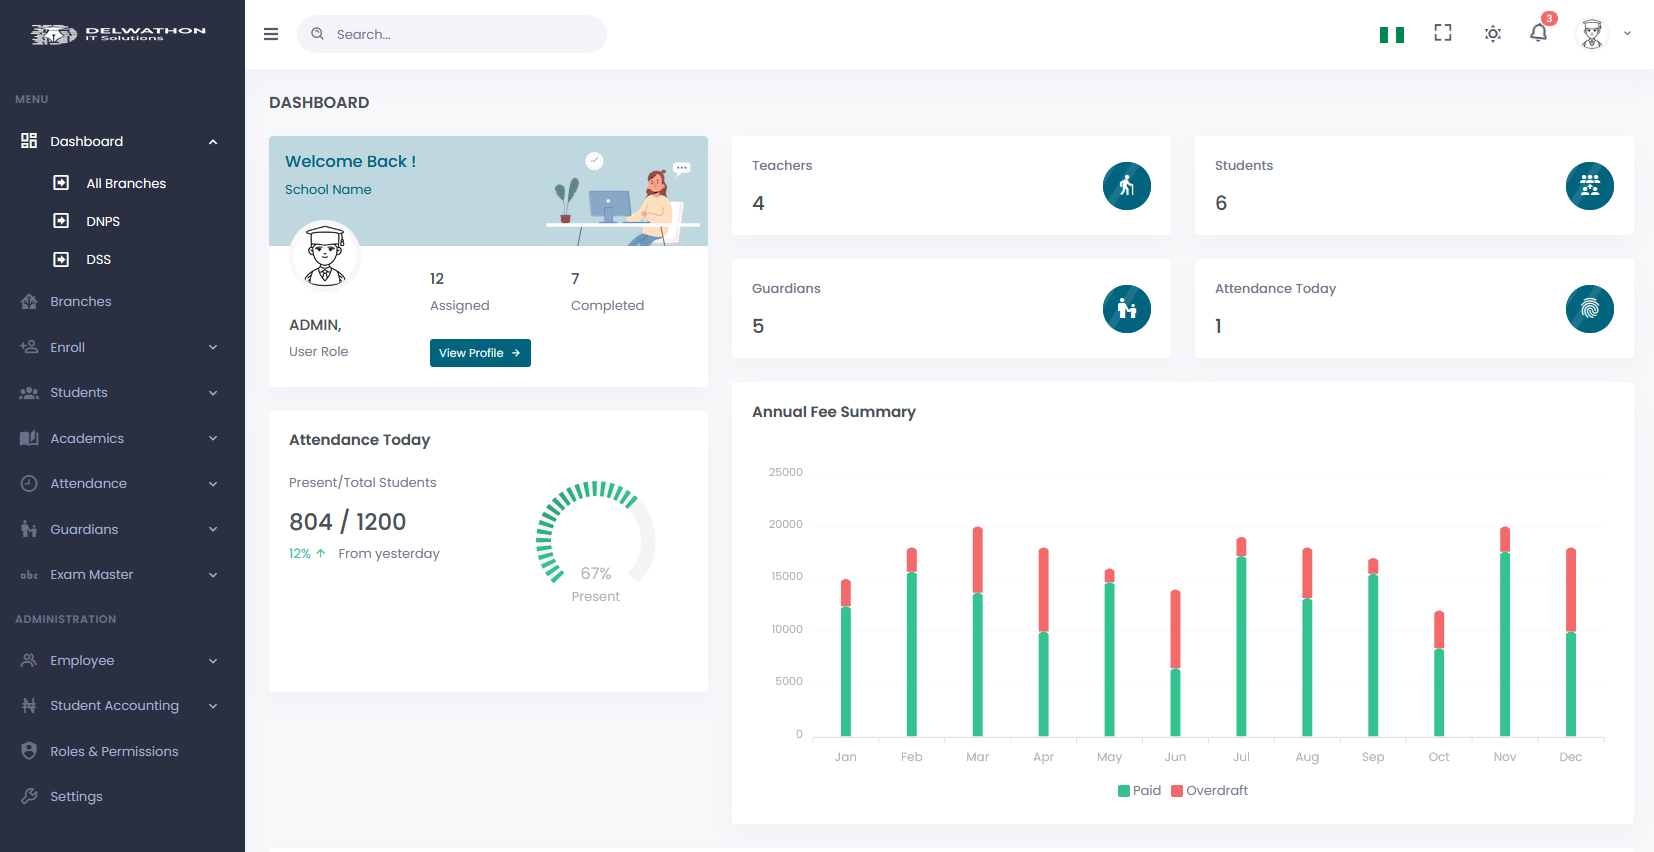 DELWATHON
IT Solutions
MENU
Dashboard
All Branches
DNPS
DSS
Branches
Enroll
Students
Academics
Attendance
Guardians
abc Exam Master
ADMINISTRATION
Employee
Student Accounting
Roles & Permissions
Settings
Search...
3
DASHBOARD
Welcome Back !
School Name
12
Assigned
7
Completed
ADMIN,
User Role
View Profile
Teachers
4
Students
6
Guardians
5
Attendance Today
1
Attendance Today
Present/Total Students
804 / 1200
12% ↑ From yesterday
67%
Present
Annual Fee Summary
25000
20000
15000
10000
5000
0
Jan Feb Mar Apr May Jun Jul Aug Sep Oct Nov Dec
Paid Overdraft